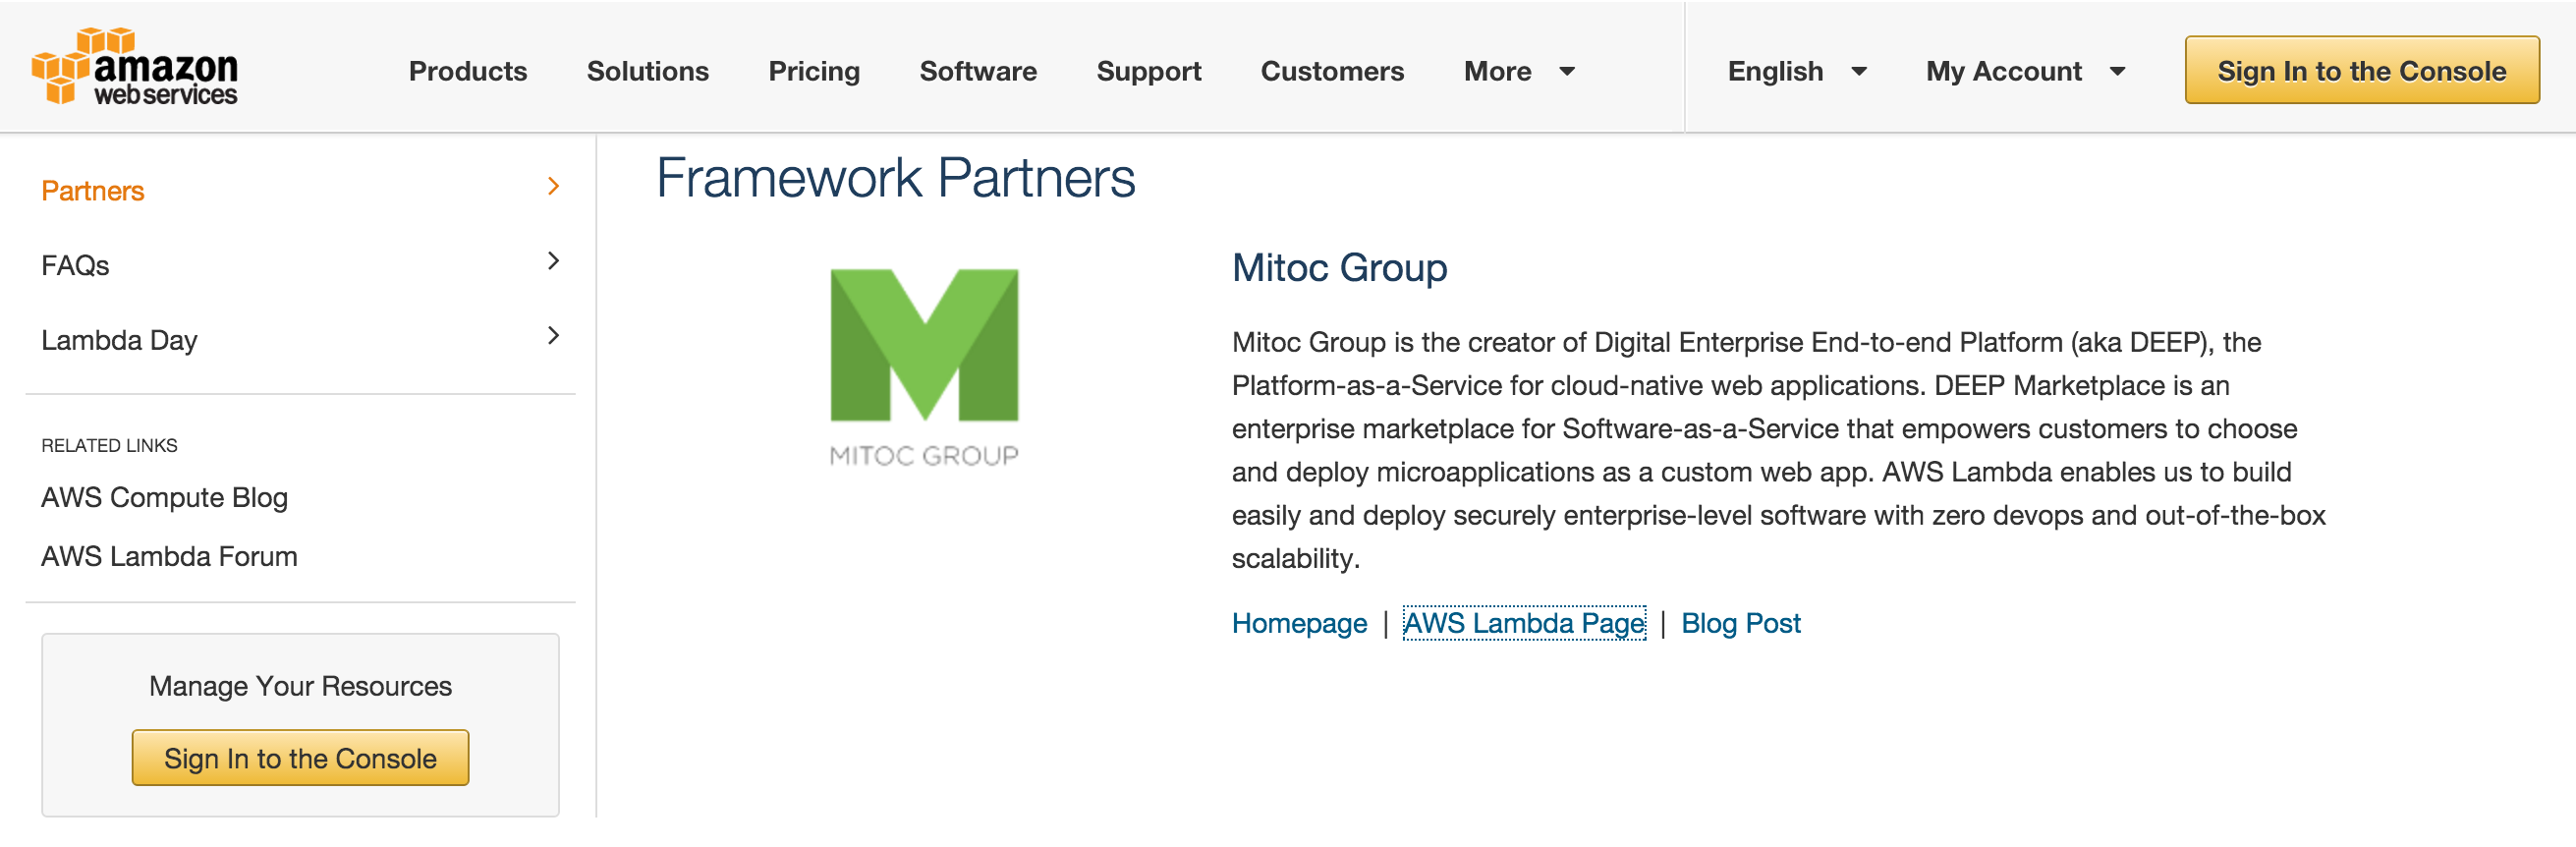 amazon
web services
Products Solutions Pricing Software Support Customers More English My Account Sign In to the Console
Partners
FAQs
Lambda Day
RELATED LINKS
AWS Compute Blog
AWS Lambda Forum
Manage Your Resources
Sign In to the Console
Framework Partners
MITOC GROUP
Mitoc Group
Mitoc Group is the creator of Digital Enterprise End-to-end Platform (aka DEEP), the
Platform-as-a-Service for cloud-native web applications. DEEP Marketplace is an
enterprise marketplace for Software-as-a-Service that empowers customers to choose
and deploy microapplications as a custom web app. AWS Lambda enables us to build
easily and deploy securely enterprise-level software with zero devops and out-of-the-box
scalability.
Homepage | AWS Lambda Page | Blog Post